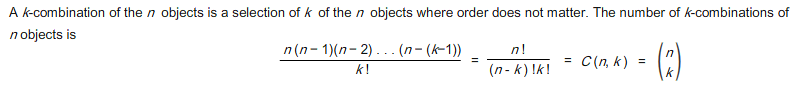 A k-combination of the n objects is a selection of k of the n objects where order does not matter. The number of k-combinations of
n objects is
n(n- 1)(n- 2) . . . (n- (k-1)) / k! = n! / (n- k)!k! = C(n, k) = (n k)